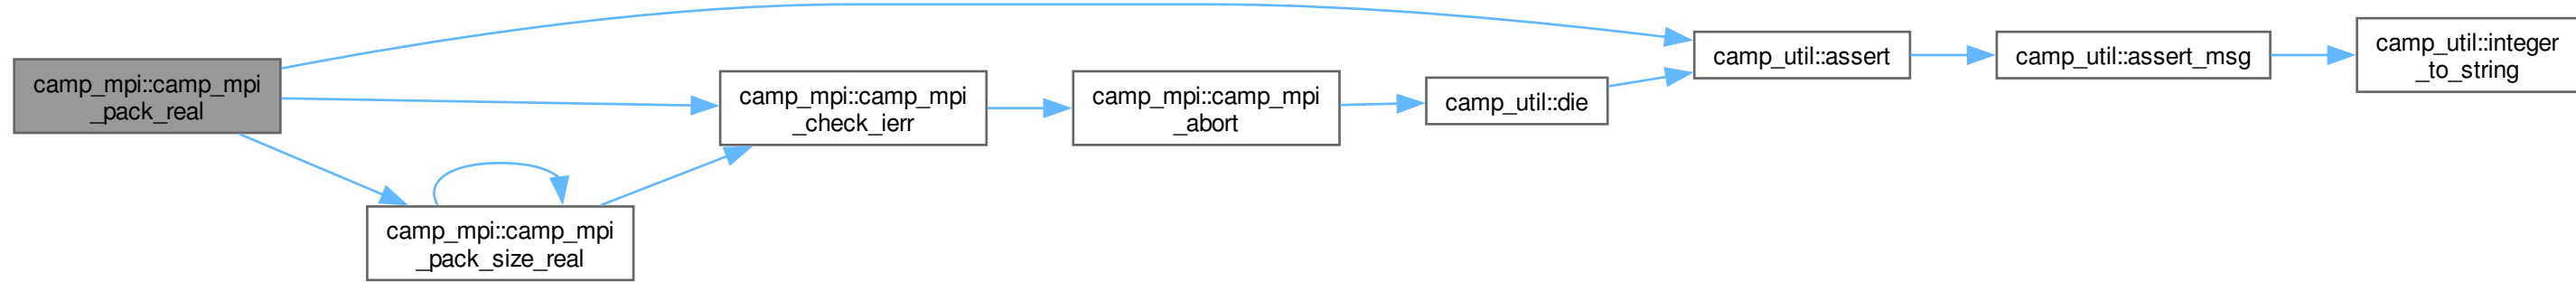 camp_mpi::camp_mpi
_pack_real
camp_mpi::camp_mpi
_pack_size_real
camp_mpi::camp_mpi
_check_ierr
camp_mpi::camp_mpi
_abort
camp_util::die
camp_util::assert
camp_util::assert_msg
camp_util::integer
_to_string